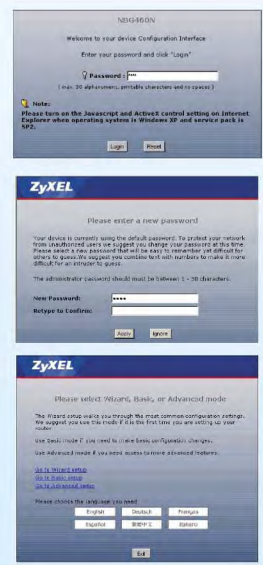 NBG460N
Welcome to your device Configuration Interface
Enter your password and click "Login"
Password : ****
( max. 30 alphanumeric, printable characters and no spaces )
Note:
Please turn on the Javascript and ActiveX control setting on Internet
Explorer when operating system is Windows XP and service pack is
SP2.
Login Reset
ZyXEL
Please enter a new password
Your device is currently using the default password. To protect your network
from unauthorized users we suggest you change your password at this time.
Please select a new password that will be easy to remember yet difficult for
others to guess. We suggest you combine text with numbers to make it more
difficult for an intruder to guess.
The administrator password should must be between 1 - 30 characters.
New Password: ••••
Retype to Confirm:
Apply Ignore
ZyXEL
Please select Wizard, Basic, or Advanced mode
The Wizard setup walks you through the most common configuration settings.
We suggest you use this mode if it is the first time you are setting up your
router.
Use Basic mode if you need to make basic configuration changes.
Use Advanced mode if you need access to more advanced features.
Go to Wizard setup
Go to Basic setup
Go to Advanced setup
Please choose the language you need
English Deutsch Français
Español 繁體中文 Italiano
Exit